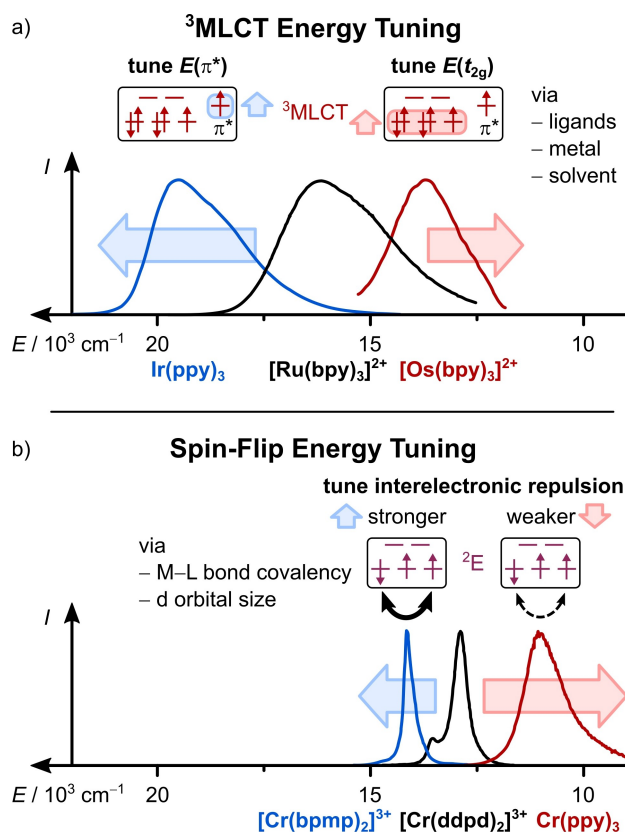 a)
³MLCT Energy Tuning
tune E(π*)
tune E(t₂g)
³MLCT
π*
π*
via
– ligands
– metal
– solvent
I
E / 10³ cm⁻¹
20
15
10
Ir(ppy)₃
[Ru(bpy)₃]²⁺
[Os(bpy)₃]²⁺
b)
Spin-Flip Energy Tuning
tune interelectronic repulsion
stronger
weaker
²E
via
– M–L bond covalency
– d orbital size
I
E / 10³ cm⁻¹
20
15
10
[Cr(bpmp)₂]³⁺
[Cr(ddpd)₂]³⁺
Cr(ppy)₃